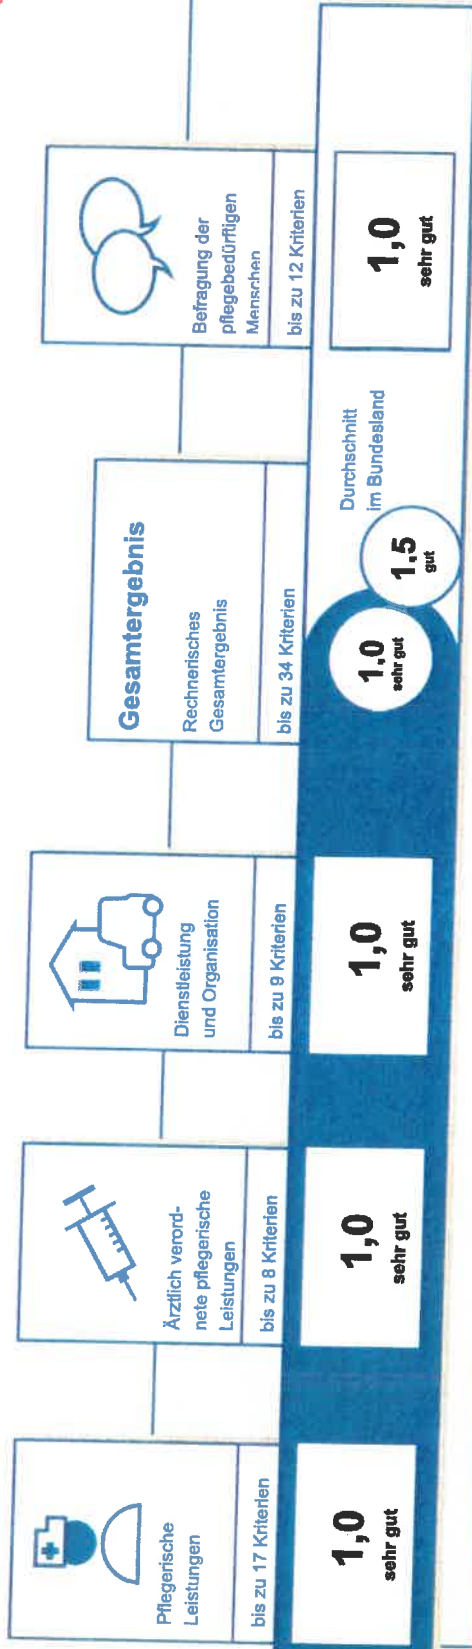 Pflegerische
Leistungen
bis zu 17 Kriterien
1,0
sehr gut
Ärztlich verord-
nete pflegerische
Leistungen
bis zu 8 Kriterien
1,0
sehr gut
Dienstleistung
und Organisation
bis zu 9 Kriterien
1,0
sehr gut
Gesamtergebnis
Rechnerisches
Gesamtergebnis
bis zu 34 Kriterien
1.0
sehr gut
Durchschnitt
im Bundesland
1.5
gut
Befragung der
pflegebedürftigen
Menschen
bis zu 12 Kriterien
1,0
sehr gut